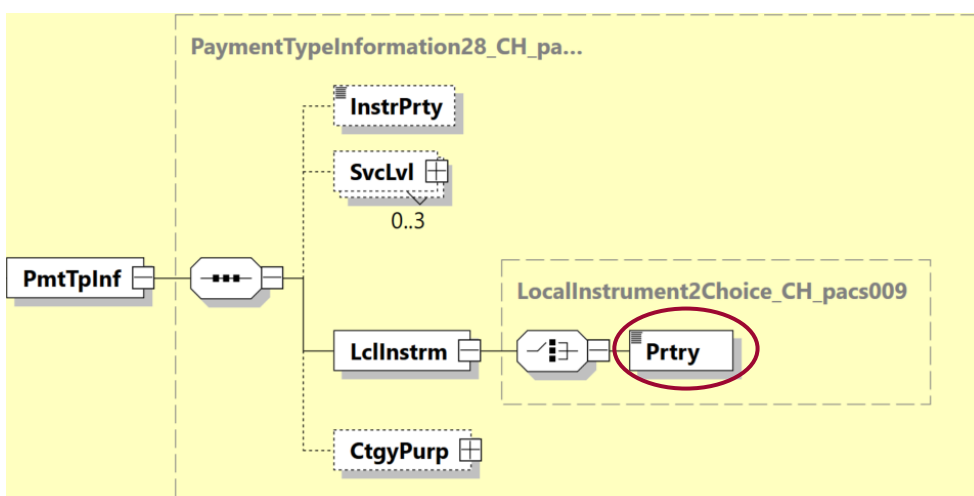 PaymentTypeInformation28_CH_pa...
InstrPrty
SvcLvl
0..3
PmtTpInf
LocalInstrument2Choice_CH_pacs009
LclInstrm
Prtry
CtgyPurp